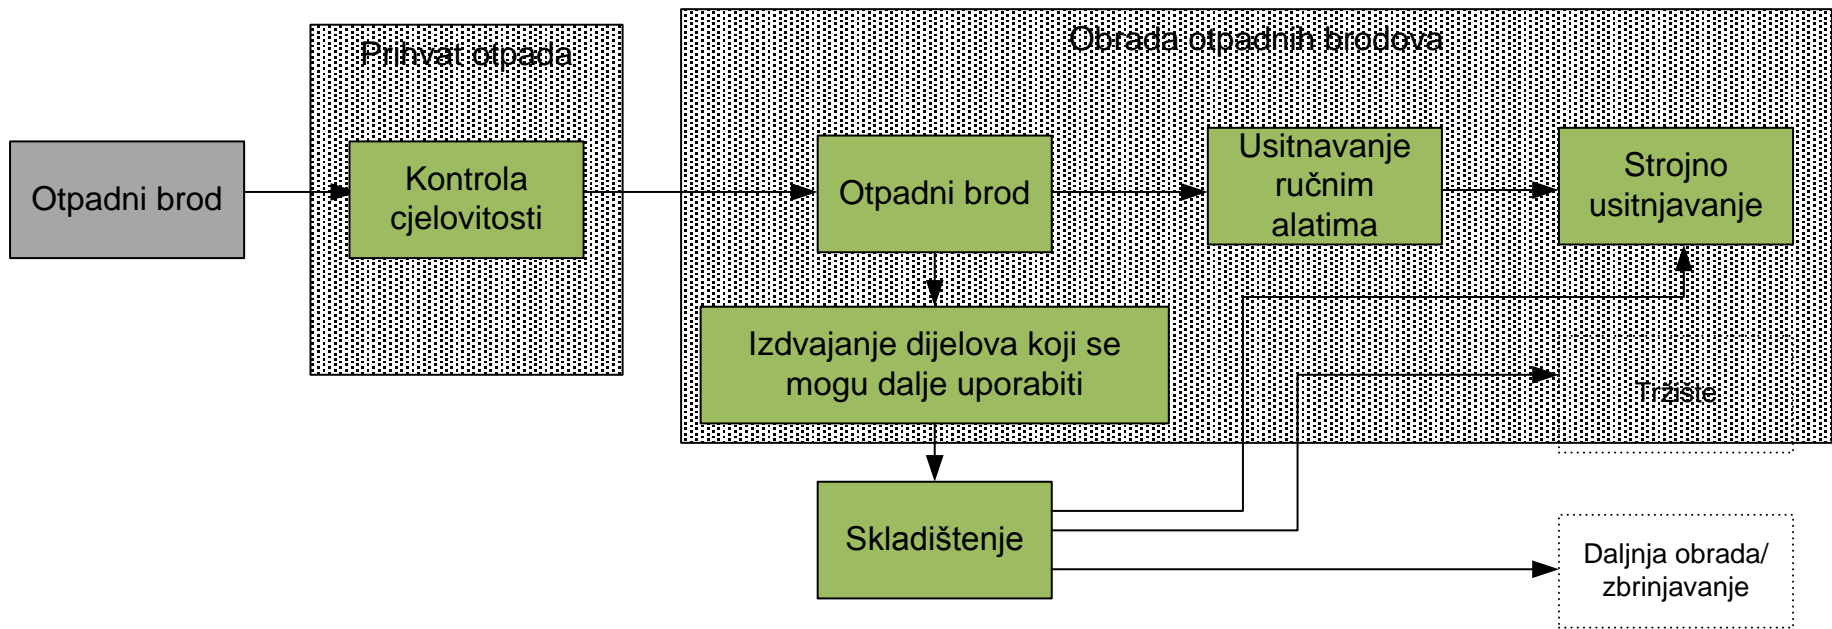 Prihvat otpada
Obrada otpadnih brodova
Otpadni brod
Kontrola
cjelovitosti
Otpadni brod
Usitnavanje
ručnim
alatima
Strojno
usitnjavanje
Izdvajanje dijelova koji se
mogu dalje uporabiti
Tržište
Skladištenje
Daljnja obrada/
zbrinjavanje